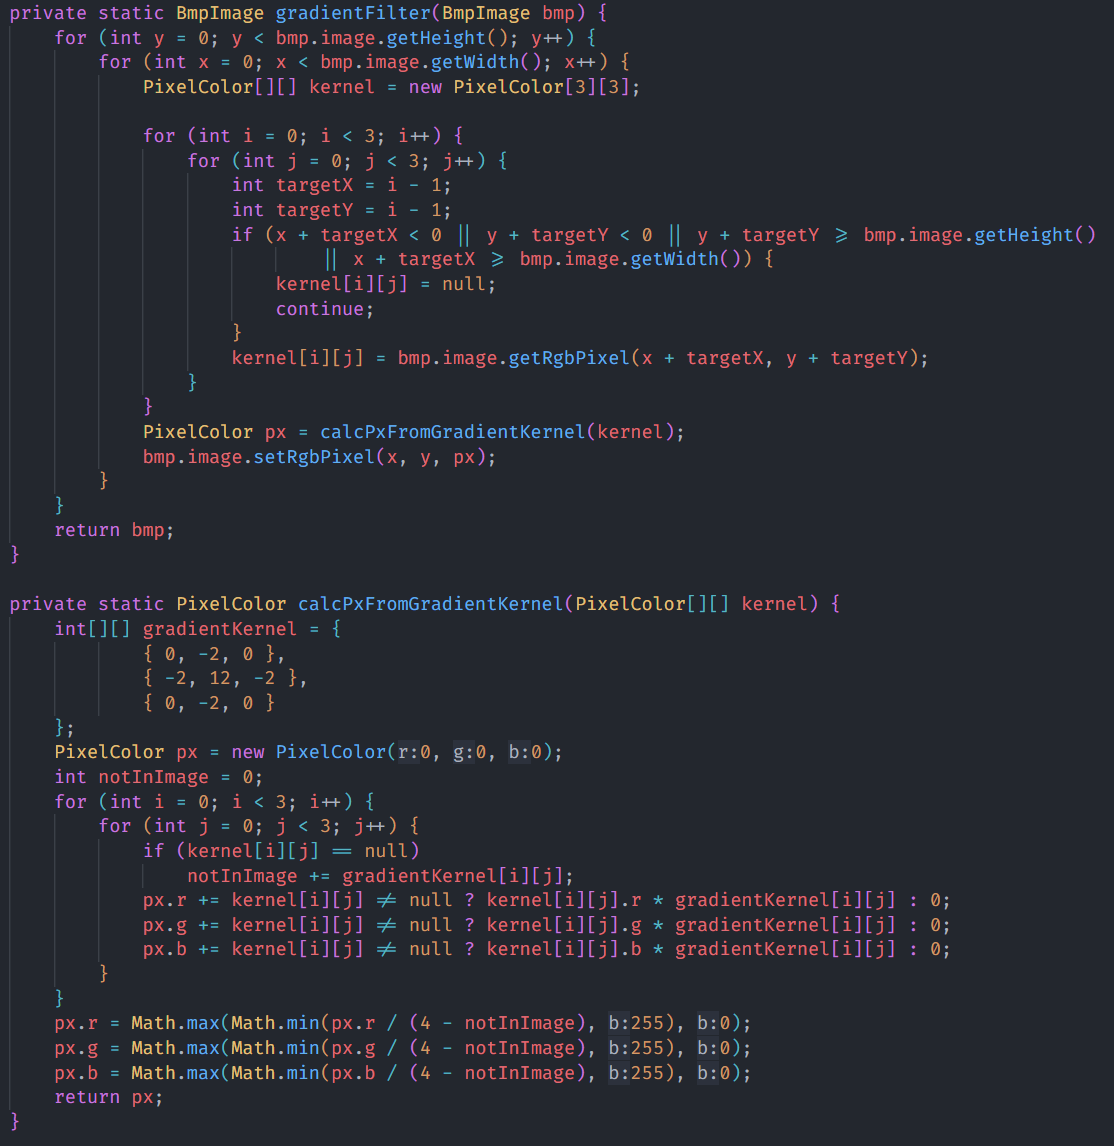 private static BmpImage gradientFilter(BmpImage bmp) {
    for (int y = 0; y < bmp.image.getHeight(); y++) {
        for (int x = 0; x < bmp.image.getWidth(); x++) {
            PixelColor[][] kernel = new PixelColor[3][3];

            for (int i = 0; i < 3; i++) {
                for (int j = 0; j < 3; j++) {
                    int targetX = i - 1;
                    int targetY = i - 1;
                    if (x + targetX < 0 || y + targetY < 0 || y + targetY >= bmp.image.getHeight()
                            || x + targetX >= bmp.image.getWidth()) {
                        kernel[i][j] = null;
                        continue;
                    }
                    kernel[i][j] = bmp.image.getRgbPixel(x + targetX, y + targetY);
                }
            }
            PixelColor px = calcPxFromGradientKernel(kernel);
            bmp.image.setRgbPixel(x, y, px);
        }
    }
    return bmp;
}

private static PixelColor calcPxFromGradientKernel(PixelColor[][] kernel) {
    int[][] gradientKernel = {
            { 0, -2, 0 },
            { -2, 12, -2 },
            { 0, -2, 0 }
    };
    PixelColor px = new PixelColor(r:0, g:0, b:0);
    int notInImage = 0;
    for (int i = 0; i < 3; i++) {
        for (int j = 0; j < 3; j++) {
            if (kernel[i][j] == null)
                notInImage += gradientKernel[i][j];
            px.r += kernel[i][j] != null ? kernel[i][j].r * gradientKernel[i][j] : 0;
            px.g += kernel[i][j] != null ? kernel[i][j].g * gradientKernel[i][j] : 0;
            px.b += kernel[i][j] != null ? kernel[i][j].b * gradientKernel[i][j] : 0;
        }
    }
    px.r = Math.max(Math.min(px.r / (4 - notInImage), b:255), b:0);
    px.g = Math.max(Math.min(px.g / (4 - notInImage), b:255), b:0);
    px.b = Math.max(Math.min(px.b / (4 - notInImage), b:255), b:0);
    return px;
}